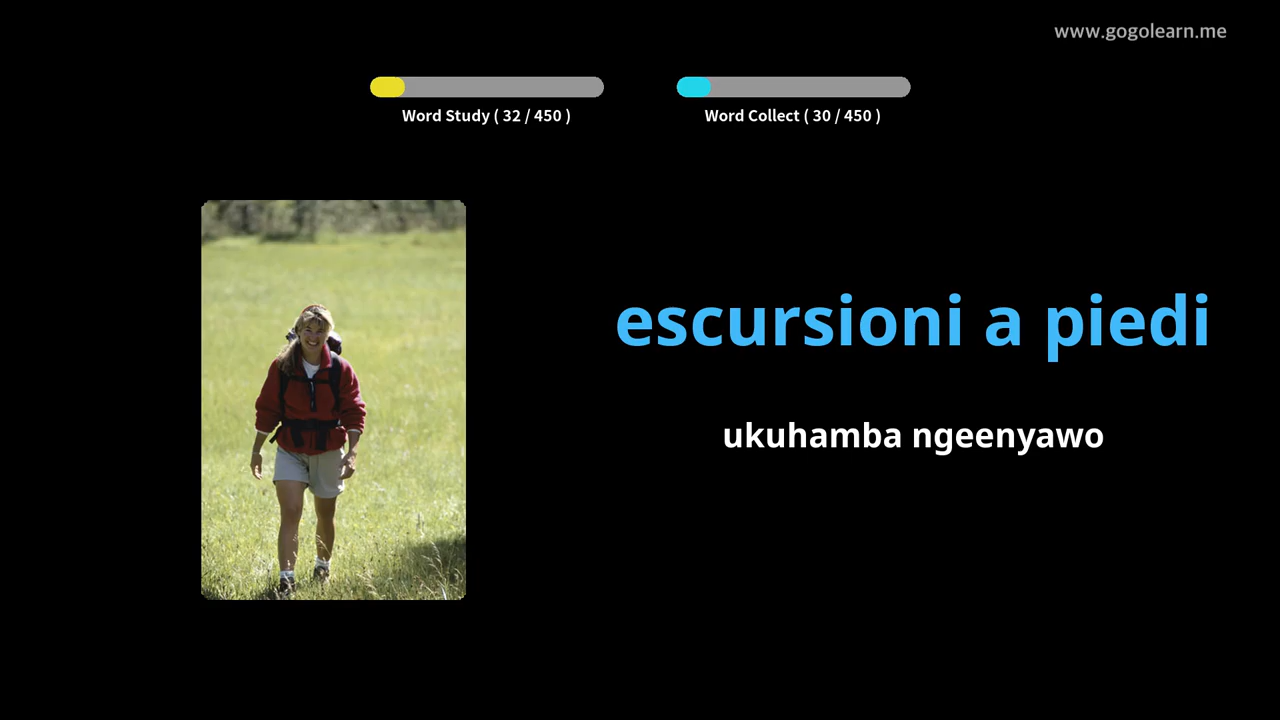 www.gogolearn.me
Word Study ( 32 / 450 )
Word Collect ( 30 / 450 )
escursioni a piedi
ukuhamba ngeenyawo